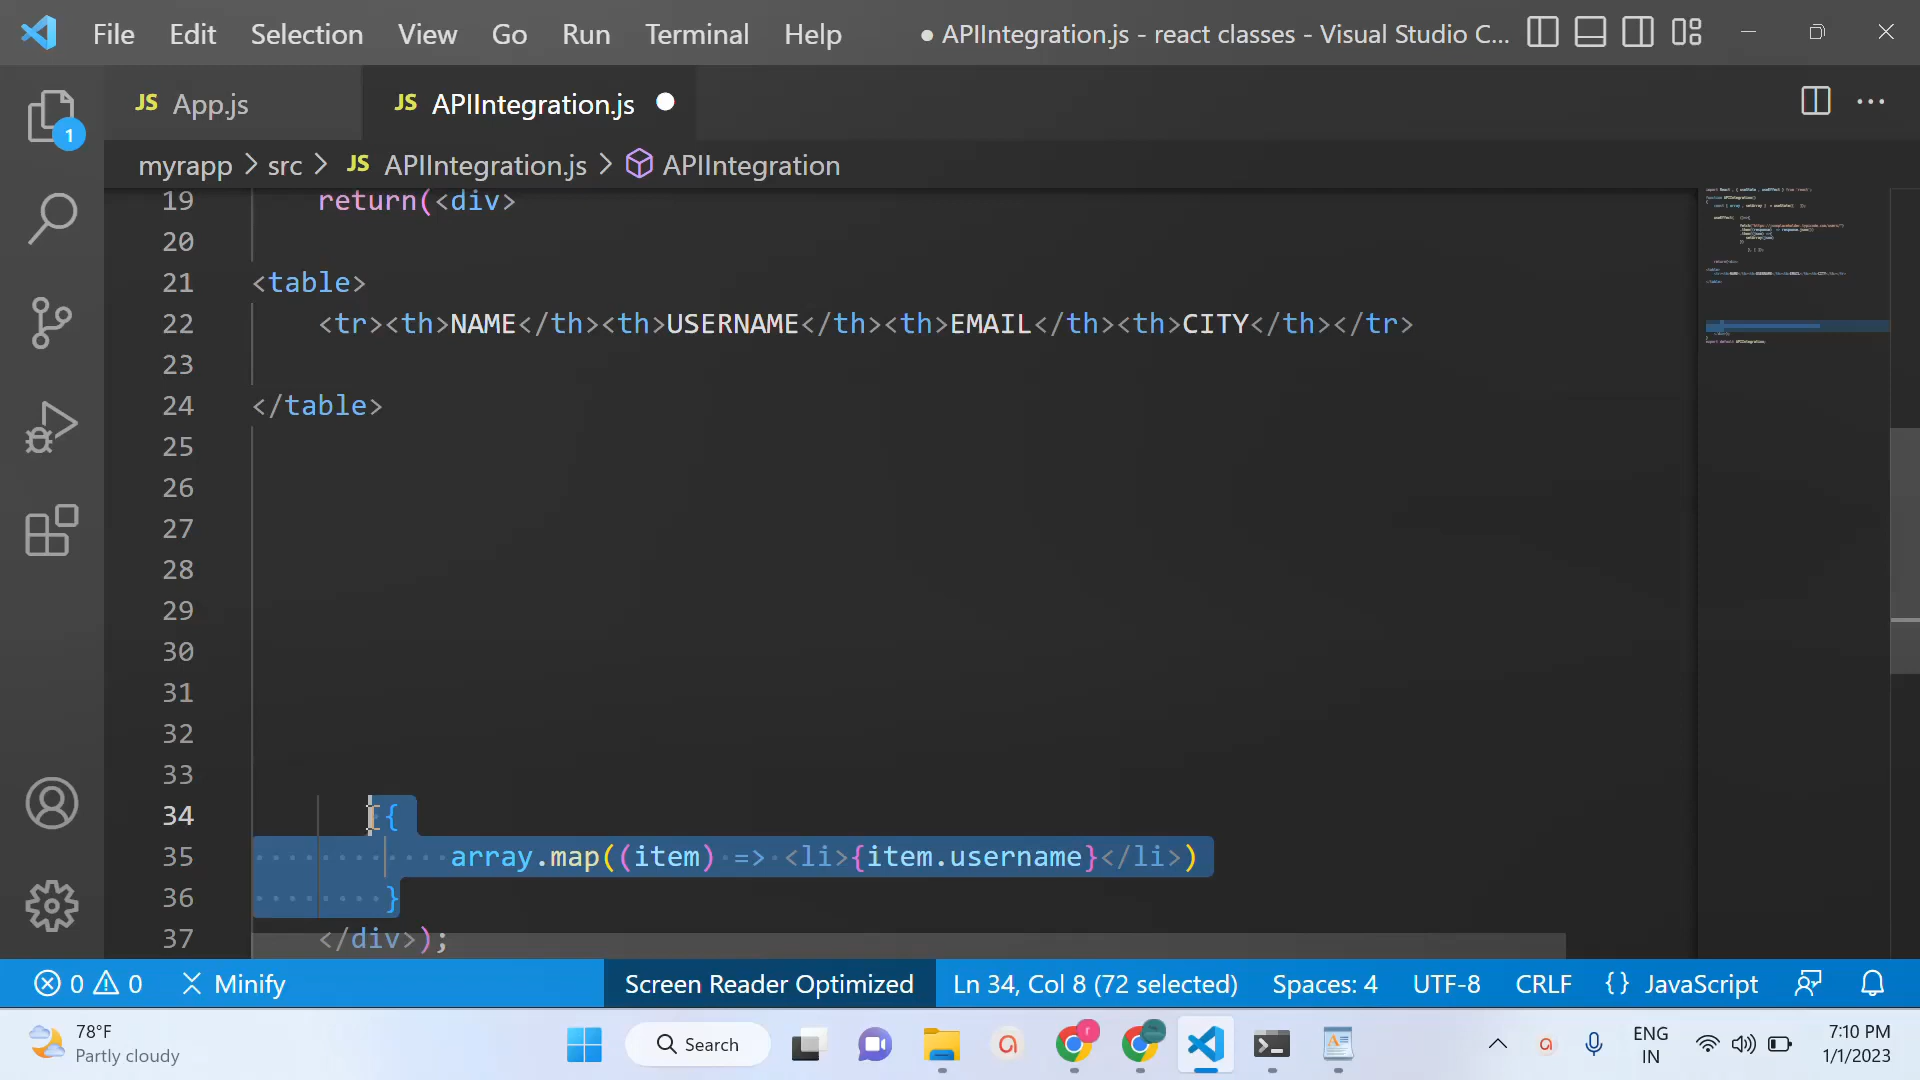 File Edit Selection View Go Run Terminal Help ● APIIntegration.js - react classes - Visual Studio C...
JS App.js JS APIIntegration.js
1
myrapp > src > JS APIIntegration.js > APIIntegration
19 return(<div>
20
21 <table>
22 <tr><th>NAME</th><th>USERNAME</th><th>EMAIL</th><th>CITY</th></tr>
23
24 </table>
25
26
27
28
29
30
31
32
33
34 {
35 array.map((item) => <li>{item.username}</li>)
36 }
37 </div>);
0 0 Minify Screen Reader Optimized Ln 34, Col 8 (72 selected) Spaces: 4 UTF-8 CRLF {} JavaScript
78°F
Partly cloudy
Search
ENG
IN
7:10 PM
1/1/2023